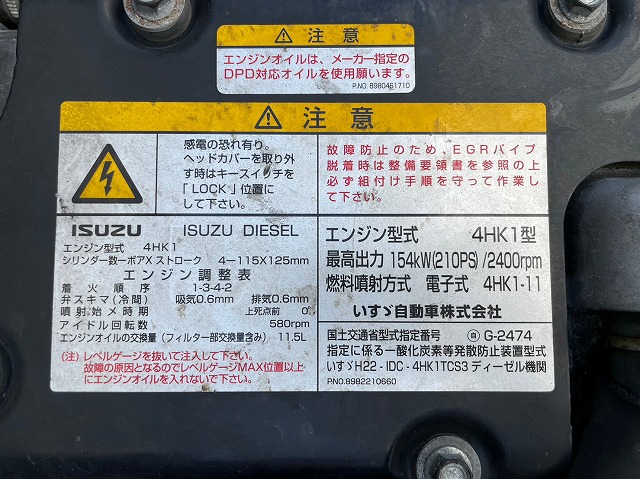 ⚠ 注意
エンジンオイルは、メーカー指定の
DPD対応オイルを使用願います。
P.NO. 8980461710
⚠ 注意
感電の恐れ有り。
ヘッドカバーを取り外
す時はキースイッチを
「LOCK」位置に
して下さい。
故障防止のため、EGRパイプ
脱着時は整備要領書を参照の上
必ず組付け手順を守って作業し
て下さい。
ISUZU ISUZU DIESEL
エンジン型式 4HK1
シリンダー数ーボアX ストローク 4-115X125mm
エンジン調整表
着火順序 1-3-4-2
弁スキマ(冷間) 吸気0.6mm 排気0.6mm
噴射始メ時期 上死点前 0°
アイドル回転数 580rpm
エンジンオイルの交換量(フィルター部交換量含み) 11.5L
(注) レベルゲージを抜いて注入して下さい。
故障の原因となるのでレベルゲージMAX位置以上
にエンジンオイルを入れないで下さい。
エンジン型式 4HK1型
最高出力 154kW(210PS)/2400rpm
燃料噴射方式 電子式 4HK1-11
いすゞ自動車株式会社
国土交通省型式指定番号 自 G-2474
指定に係る一酸化炭素等発散防止装置型式
いすゞH22-IDC-4HK1TCS3 ディーゼル機関
P.NO.8982210660